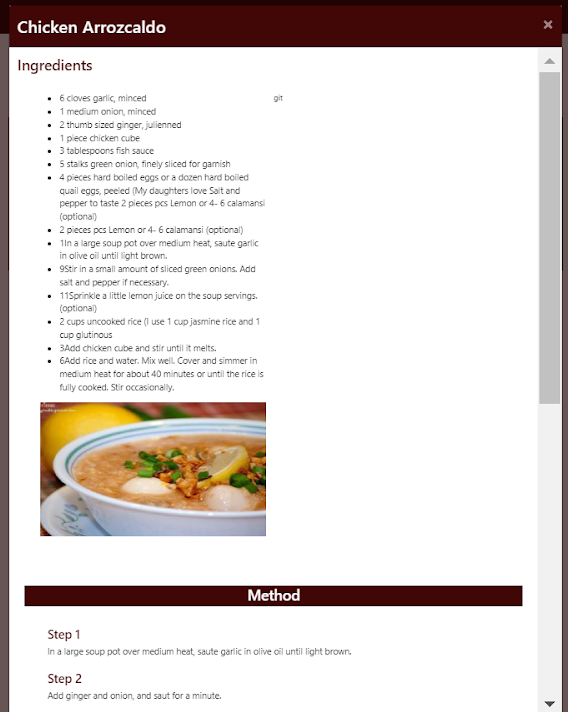 Chicken Arrozcaldo ×
Ingredients
6 cloves garlic, minced
1 medium onion, minced
2 thumb sized ginger, julienned
1 piece chicken cube
3 tablespoons fish sauce
5 stalks green onion, finely sliced for garnish
4 pieces hard boiled eggs or a dozen hard boiled
quail eggs, peeled (My daughters love Salt and
pepper to taste 2 pieces pcs Lemon or 4- 6 calamansi
(optional)
2 pieces pcs Lemon or 4- 6 calamansi (optional)
1In a large soup pot over medium heat, saute garlic
in olive oil until light brown.
9Stir in a small amount of sliced green onions. Add
salt and pepper if necessary.
11Sprinkle a little lemon juice on the soup servings.
(optional)
2 cups uncooked rice (I use 1 cup jasmine rice and 1
cup glutinous
3Add chicken cube and stir until it melts.
6Add rice and water. Mix well. Cover and simmer in
medium heat for about 40 minutes or until the rice is
fully cooked. Stir occasionally.
git
Method
Step 1
In a large soup pot over medium heat, saute garlic in olive oil until light brown.
Step 2
Add ginger and onion, and saut for a minute.